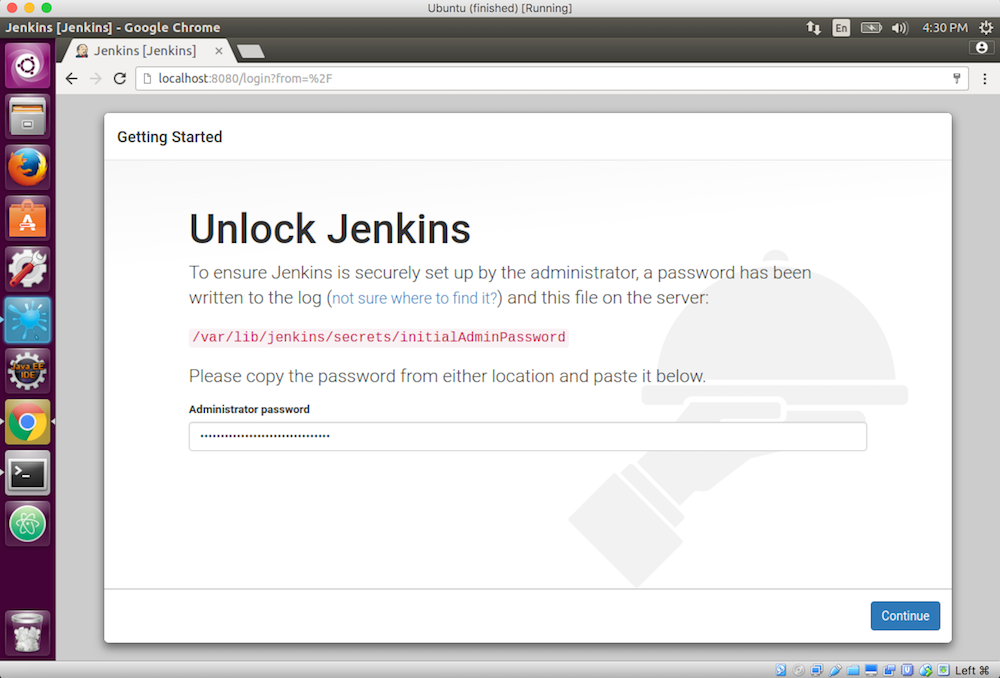 Ubuntu (finished) [Running]
Jenkins [Jenkins] - Google Chrome
En
4:30 PM
Jenkins [Jenkins]
localhost:8080/login?from=%2F
Getting Started
Unlock Jenkins
To ensure Jenkins is securely set up by the administrator, a password has been
written to the log (not sure where to find it?) and this file on the server:
/var/lib/jenkins/secrets/initialAdminPassword
Please copy the password from either location and paste it below.
Administrator password
Java EE
IDE
Continue
Left ⌘